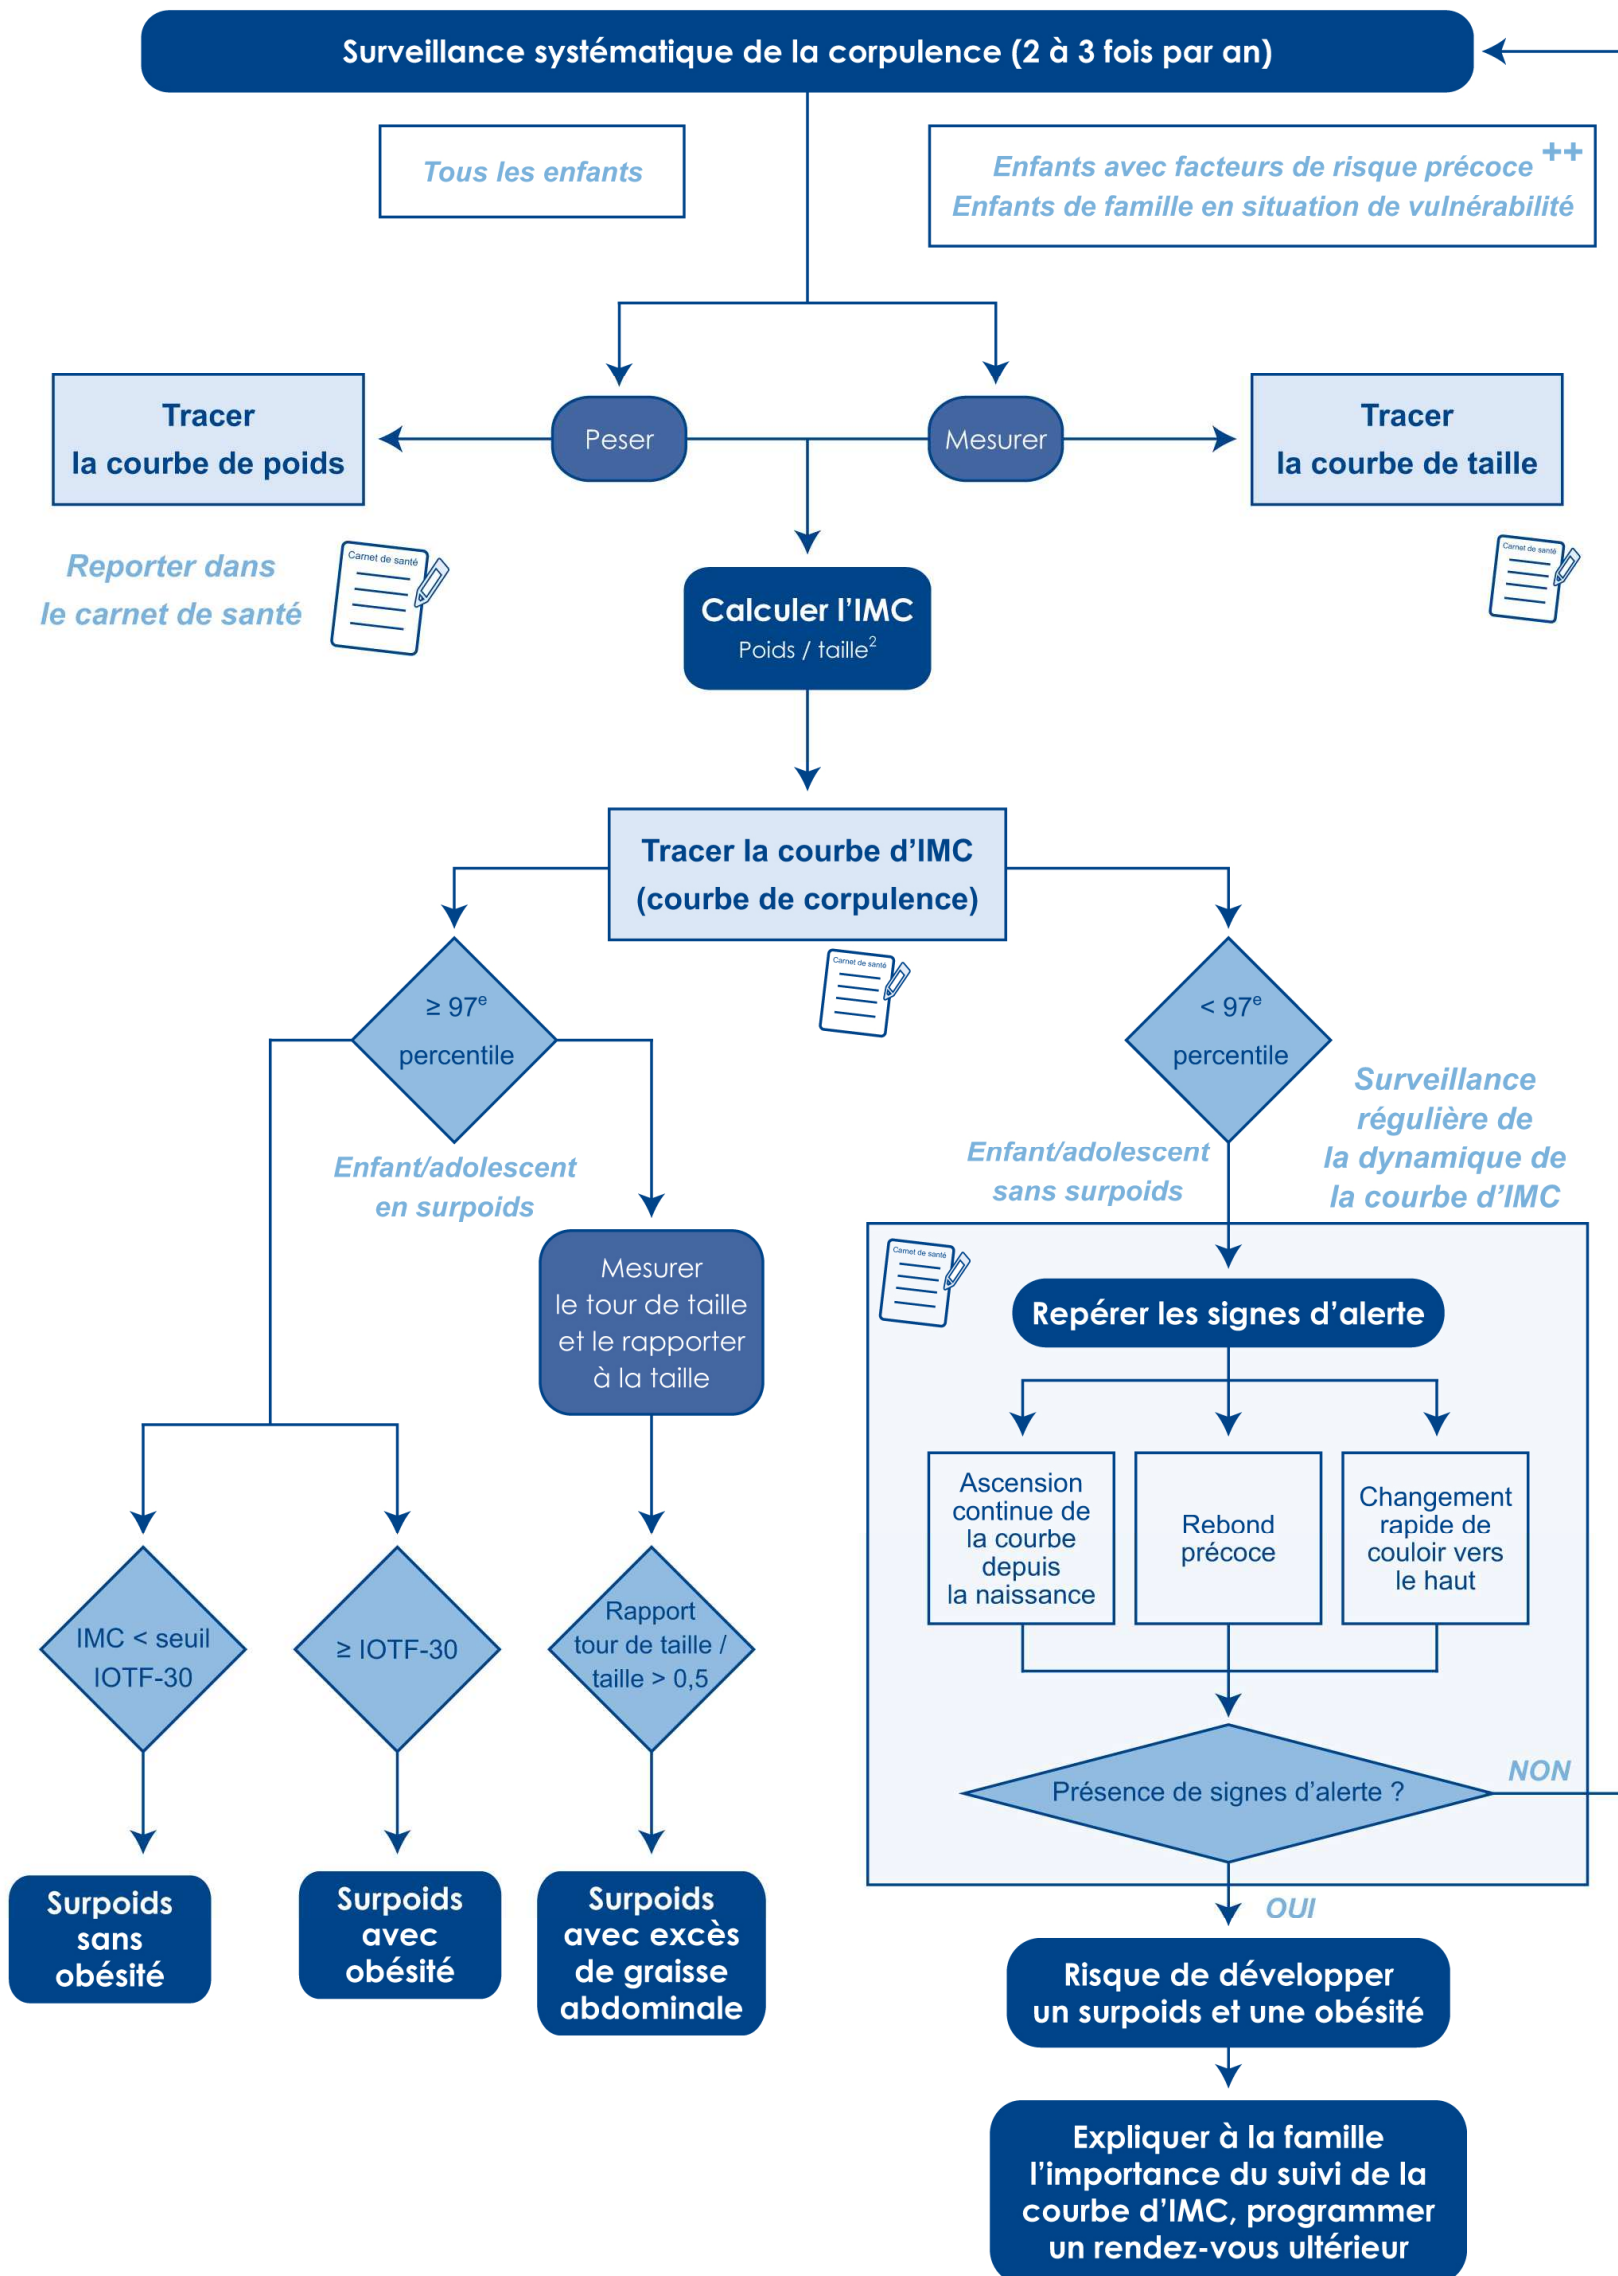 Surveillance systématique de la corpulence (2 à 3 fois par an)
Tous les enfants
Enfants avec facteurs de risque précoce ++
Enfants de famille en situation de vulnérabilité
Tracer
la courbe de poids
Peser
Mesurer
Tracer
la courbe de taille
Reporter dans
le carnet de santé
Carnet de santé
Carnet de santé
Calculer l'IMC
Poids / taille²
Tracer la courbe d'IMC
(courbe de corpulence)
Carnet de santé
≥ 97e
percentile
< 97e
percentile
Enfant/adolescent
en surpoids
Enfant/adolescent
sans surpoids
Surveillance
régulière de
la dynamique de
la courbe d'IMC
Mesurer
le tour de taille
et le rapporter
à la taille
Carnet de santé
Repérer les signes d'alerte
Ascension
continue de
la courbe
depuis
la naissance
Rebond
précoce
Changement
rapide de
couloir vers
le haut
IMC < seuil
IOTF-30
≥ IOTF-30
Rapport
tour de taille /
taille > 0,5
Présence de signes d'alerte ?
NON
OUI
Surpoids
sans
obésité
Surpoids
avec
obésité
Surpoids
avec excès
de graisse
abdominale
Risque de développer
un surpoids et une obésité
Expliquer à la famille
l'importance du suivi de la
courbe d'IMC, programmer
un rendez-vous ultérieur